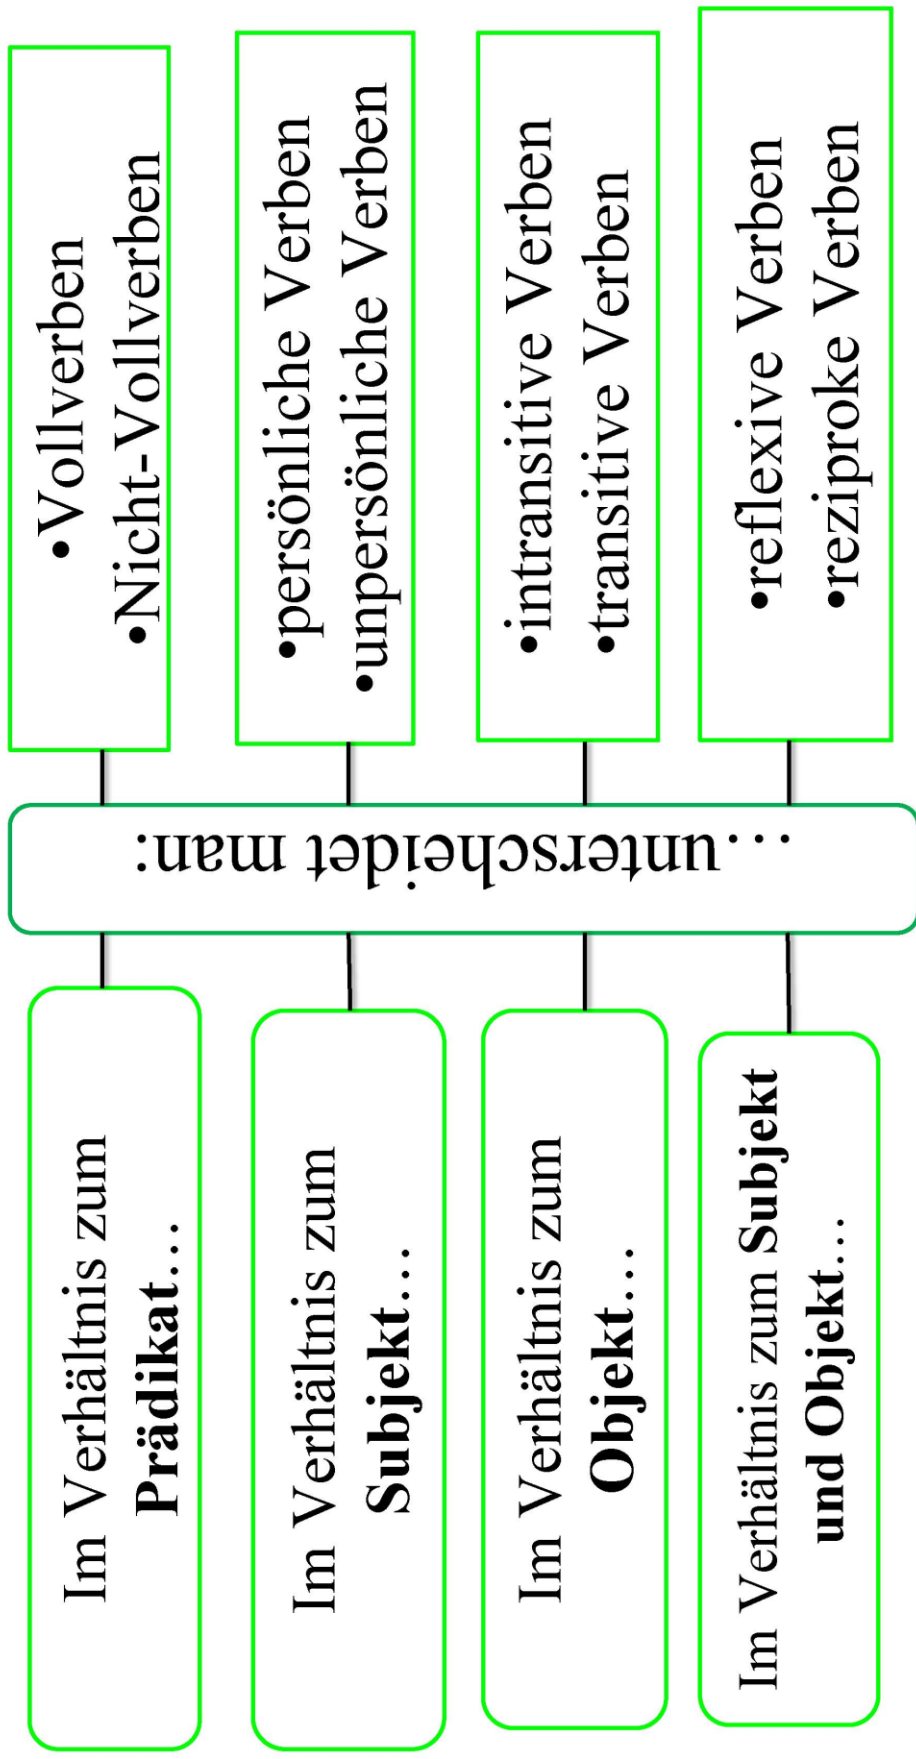 Im Verhältnis zum
Prädikat…
Im Verhältnis zum
Subjekt…
Im Verhältnis zum
Objekt…
Im Verhältnis zum Subjekt
und Objekt…
…unterscheidet man:
•Vollverben
•Nicht-Vollverben
•persönliche Verben
•unpersönliche Verben
•intransitive Verben
•transitive Verben
•reflexive Verben
•reziproke Verben